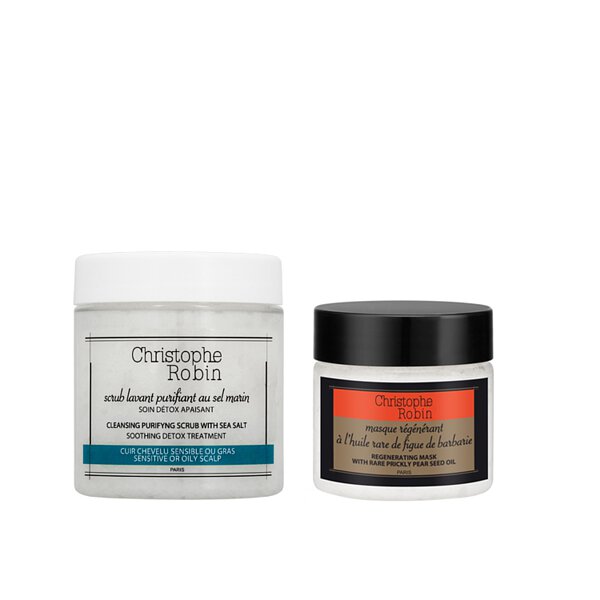 Christophe
Robin
scrub lavant purifiant au sel marin
SOIN DÉTOX APAISANT
CLEANSING PURIFYNG SCRUB WITH SEA SALT
SOOTHING DETOX TREATMENT
CUIR CHEVELU SENSIBLE OU GRAS
SENSITIVE OR OILY SCALP
PARIS
Christophe
Robin
masque régénérant
à l'huile rare de figue de barbarie
REGENERATING MASK
WITH RARE PRICKLY PEAR SEED OIL
PARIS